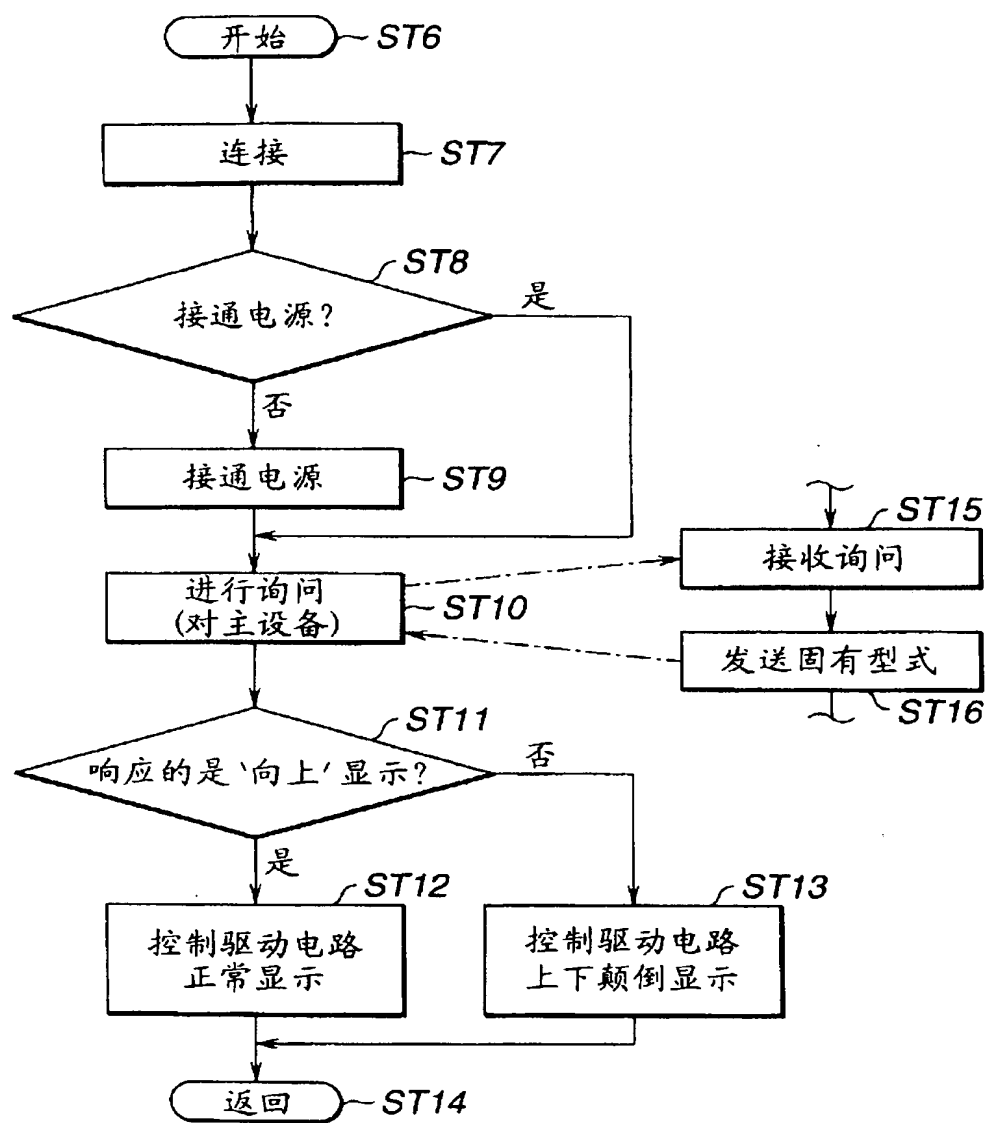 开始
ST6
连接
ST7
ST8
接通电源?
是
否
接通电源
ST9
ST15
接收询问
进行询问
(对主设备)
ST10
发送固有型式
ST16
ST11
响应的是‘向上’显示?
否
是
ST12
控制驱动电路
正常显示
ST13
控制驱动电路
上下颠倒显示
返回
ST14